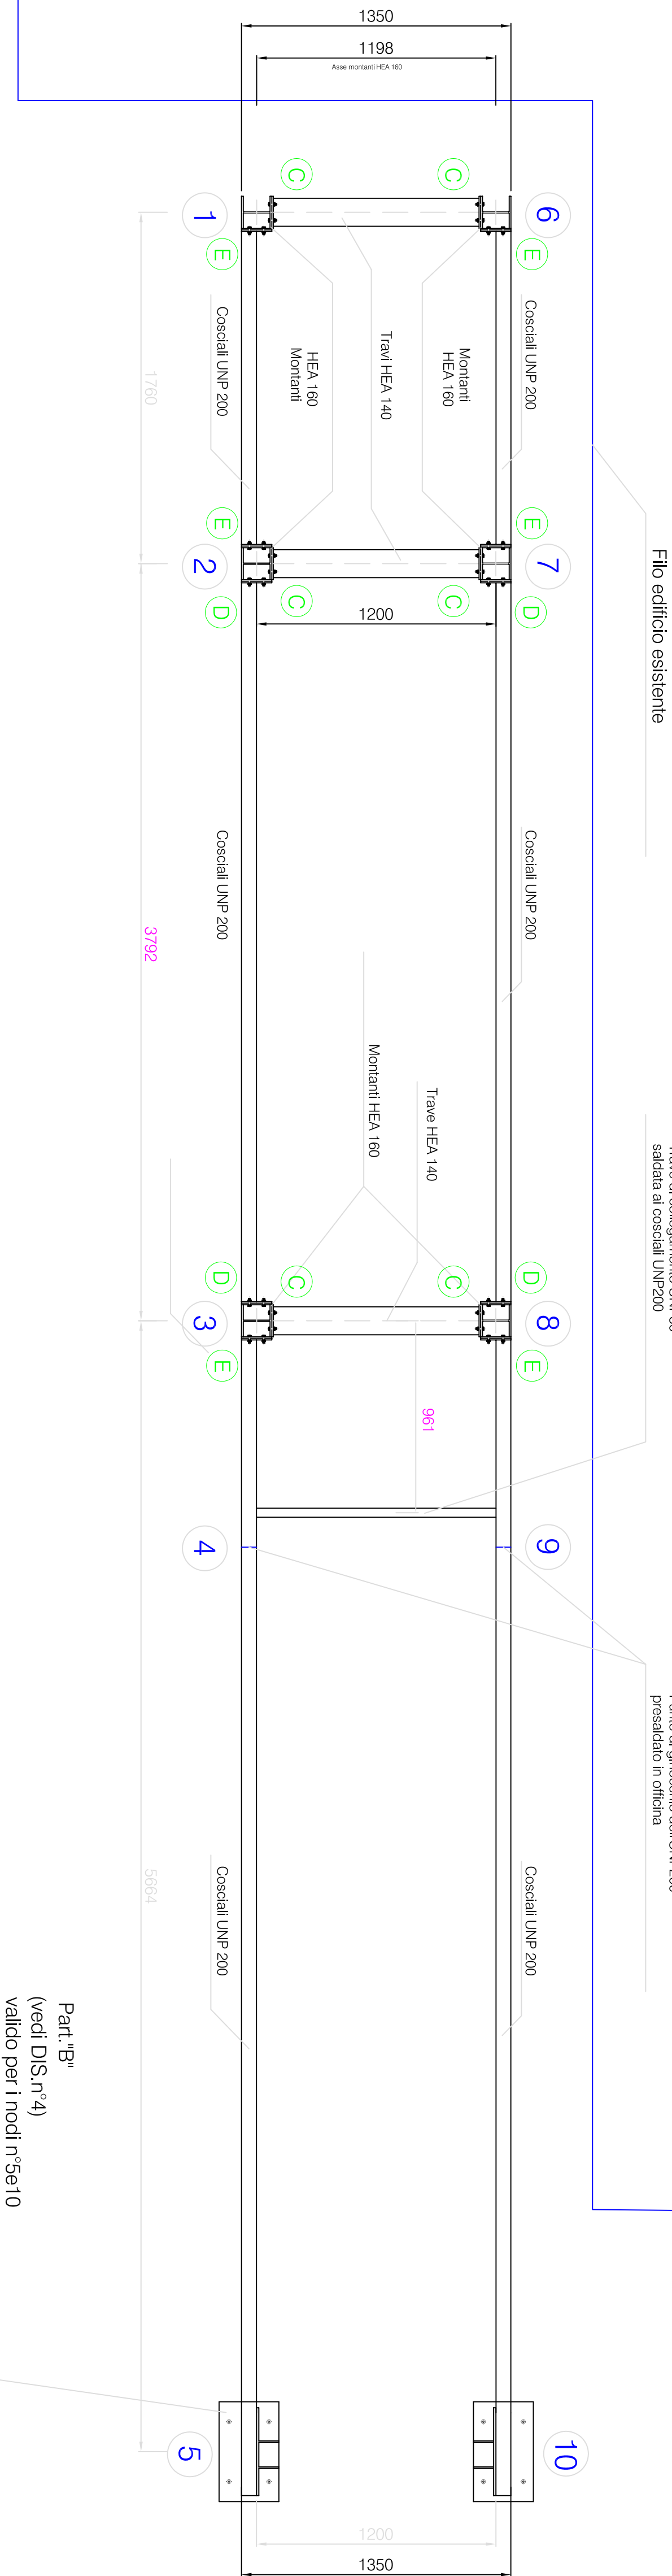 1350
1198
Asse montanti HEA 160
C
C
1
6
E
E
Cosciali UNP 200
Cosciali UNP 200
Montanti
HEA 160
Travi HEA 140
HEA 160
Montanti
1760
Filo edificio esistente
E
E
2
7
C
C
D
D
1200
Cosciali UNP 200
Cosciali UNP 200
3792
Montanti HEA 160
Trave HEA 140
saldata ai cosciali UNP200
D
D
C
C
3
8
E
E
961
4
9
presaldato in officina
Cosciali UNP 200
Cosciali UNP 200
5664
Part."B"
(vedi DIS.n°4)
valido per i nodi n°5e10
5
10
1200
1350